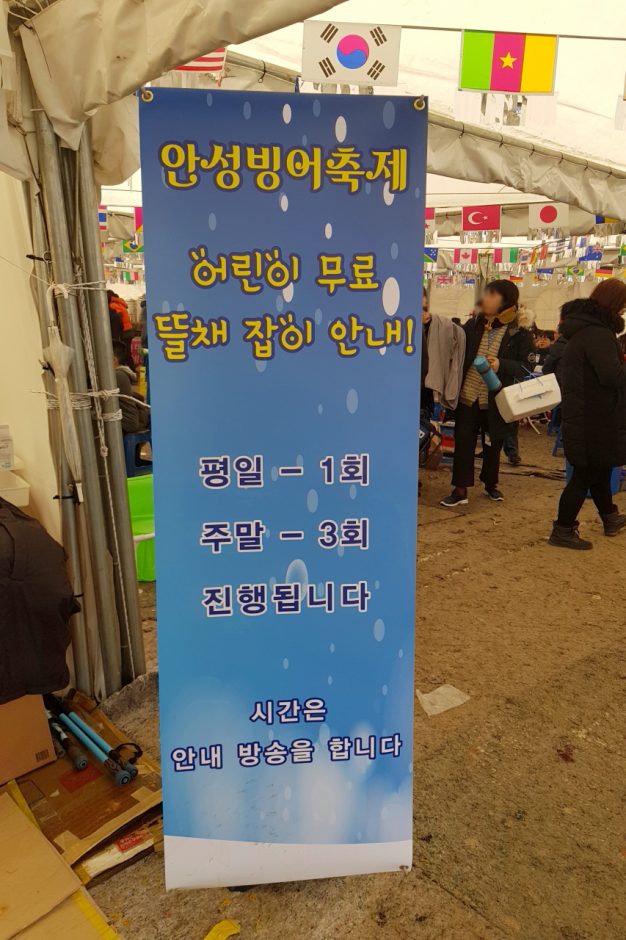 안성빙어축제
어린이 무료
뜰채 잡이 안내!
평일 - 1회
주말 - 3회
진행됩니다
시간은
안내 방송을 합니다